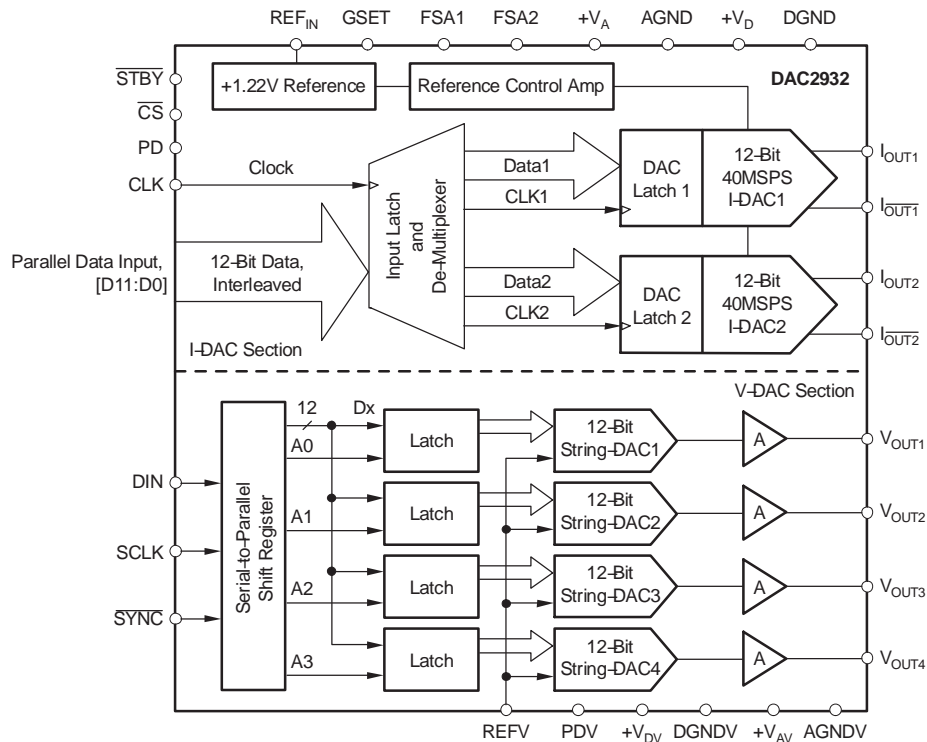 REF_IN GSET FSA1 FSA2 +V_A AGND +V_D DGND
DAC2932
S̅T̅B̅Y̅
C̅S̅
PD
CLK
+1.22V Reference
Reference Control Amp
Clock
Parallel Data Input,
[D11:D0]
12–Bit Data,
Interleaved
Input Latch
and
De–Multiplexer
Data1
CLK1
Data2
CLK2
DAC
Latch 1
12–Bit
40MSPS
I–DAC1
DAC
Latch 2
12–Bit
40MSPS
I–DAC2
I_OUT1
I_O̅U̅T̅1̅
I_OUT2
I_O̅U̅T̅2̅
I–DAC Section
V–DAC Section
DIN
SCLK
S̅Y̅N̅C̅
Serial–to–Parallel
Shift Register
12
Dx
A0
A1
A2
A3
Latch
Latch
Latch
Latch
12–Bit
String–DAC1
12–Bit
String–DAC2
12–Bit
String–DAC3
12–Bit
String–DAC4
A
A
A
A
V_OUT1
V_OUT2
V_OUT3
V_OUT4
REFV PDV +V_DV DGNDV +V_AV AGNDV